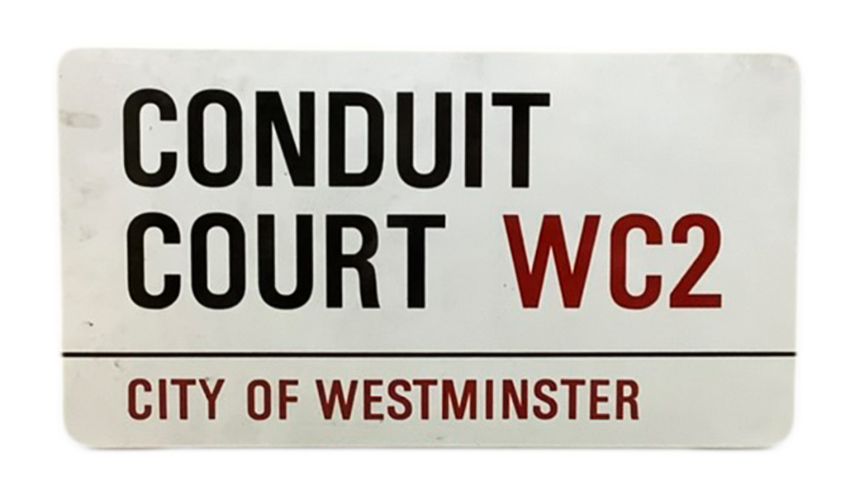 CONDUIT
COURT WC2
CITY OF WESTMINSTER